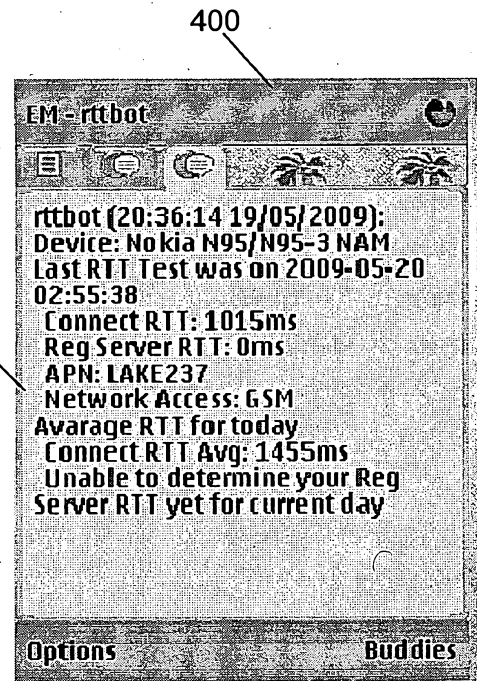 400
EM - rttbot
rttbot (20:36:14 19/05/2009):
Device: Nokia N95/N95-3 NAM
Last RTT Test was on 2009-05-20
02:55:38
Connect RTT: 1015ms
Reg Server RTT: 0ms
APN: LAKE237
Network Access: GSM
Avarage RTT for today
Connect RTT Avg: 1455ms
Unable to determine your Reg
Server RTT yet for current day
Options Buddies